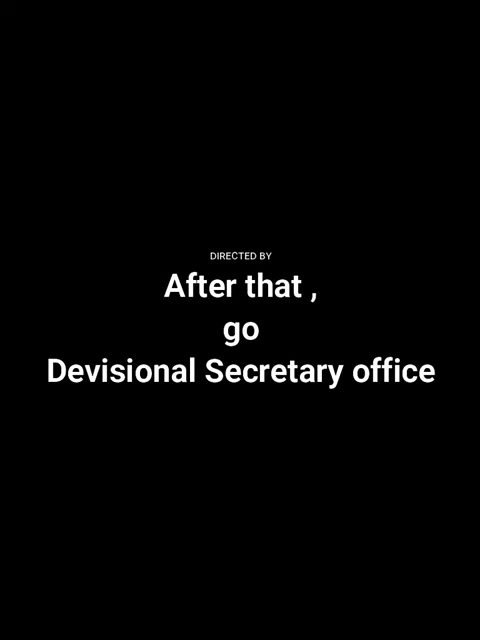 DIRECTED BY
After that ,
go
Devisional Secretary office